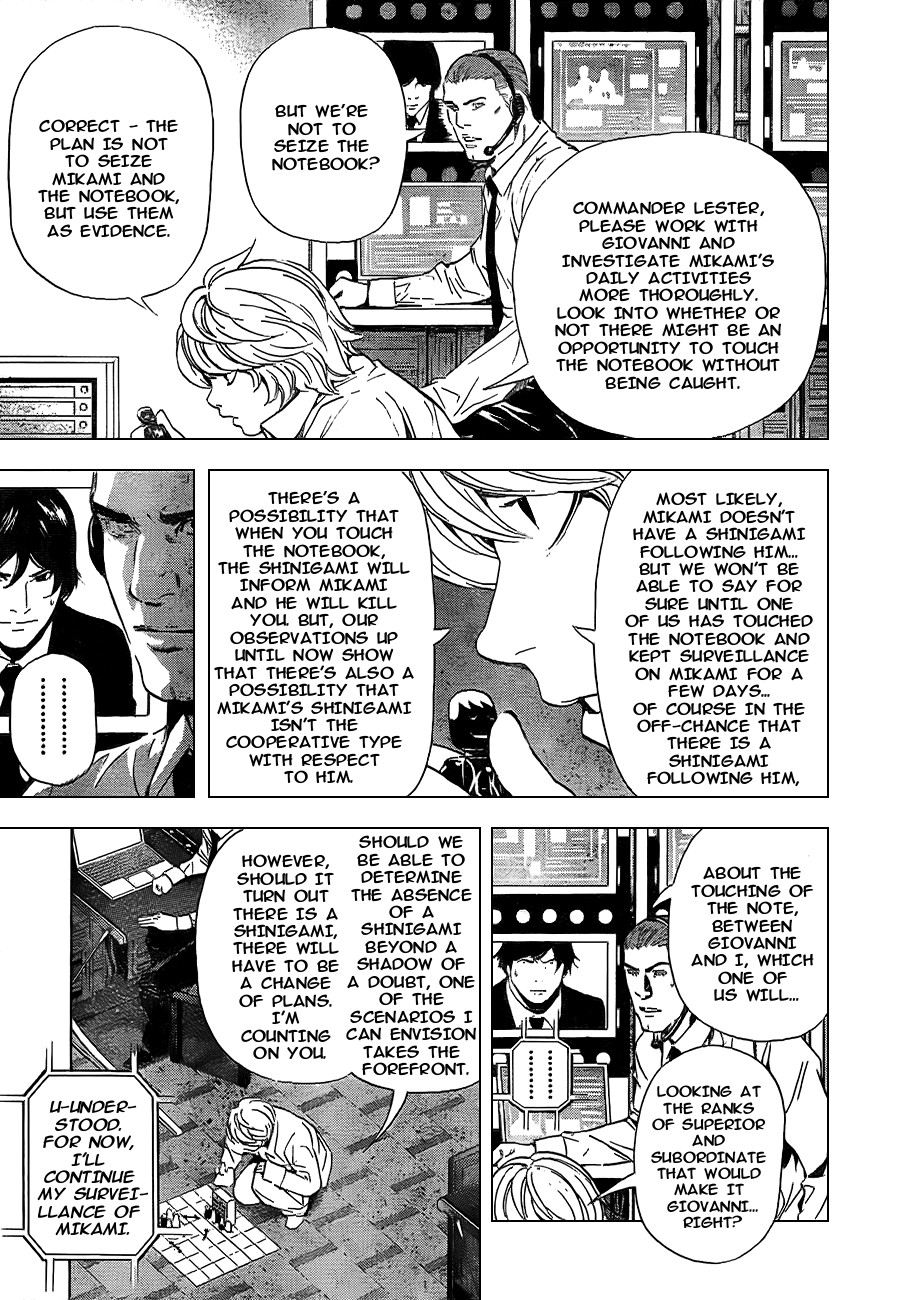 COMMANDER LESTER,
PLEASE WORK WITH
GIOVANNI AND
INVESTIGATE MIKAMI'S
DAILY ACTIVITIES
MORE THOROUGHLY.
LOOK INTO WHETHER OR
NOT THERE MIGHT BE AN
OPPORTUNITY TO TOUCH
THE NOTEBOOK WITHOUT
BEING CAUGHT.
BUT WE'RE
NOT TO
SEIZE THE
NOTEBOOK?
CORRECT - THE
PLAN IS NOT
TO SEIZE
MIKAMI AND
THE NOTEBOOK,
BUT USE THEM
AS EVIDENCE.
MOST LIKELY,
MIKAMI DOESN'T
HAVE A SHINIGAMI
FOLLOWING HIM...
BUT WE WON'T BE
ABLE TO SAY FOR
SURE UNTIL ONE
OF US HAS TOUCHED
THE NOTEBOOK AND
KEPT SURVEILLANCE
ON MIKAMI FOR A
FEW DAYS...
OF COURSE IN THE
OFF-CHANCE THAT
THERE IS A
SHINIGAMI
FOLLOWING HIM,
THERE'S A
POSSIBILITY THAT
WHEN YOU TOUCH
THE NOTEBOOK,
THE SHINIGAMI WILL
INFORM MIKAMI
AND HE WILL KILL
YOU. BUT, OUR
OBSERVATIONS UP
UNTIL NOW SHOW
THAT THERE'S ALSO A
POSSIBILITY THAT
MIKAMI'S SHINIGAMI
ISN'T THE
COOPERATIVE TYPE
WITH RESPECT
TO HIM.
.........
ABOUT THE
TOUCHING OF
THE NOTE,
BETWEEN
GIOVANNI
AND I, WHICH
ONE OF
US WILL...
.........
LOOKING AT
THE RANKS
OF SUPERIOR
AND
SUBORDINATE
THAT WOULD
MAKE IT
GIOVANNI...
RIGHT?
SHOULD WE
BE ABLE TO
DETERMINE
THE ABSENCE
OF A
SHINIGAMI
BEYOND A
SHADOW OF
A DOUBT, ONE
OF THE
SCENARIOS I
CAN ENVISION
TAKES THE
FOREFRONT.
HOWEVER,
SHOULD IT
TURN OUT
THERE IS A
SHINIGAMI,
THERE WILL
HAVE TO BE
A CHANGE
OF PLANS.
I'M
COUNTING
ON YOU.
U-UNDER-
STOOD.
FOR NOW,
I'LL
CONTINUE
MY SURVEI-
LLANCE OF
MIKAMI.